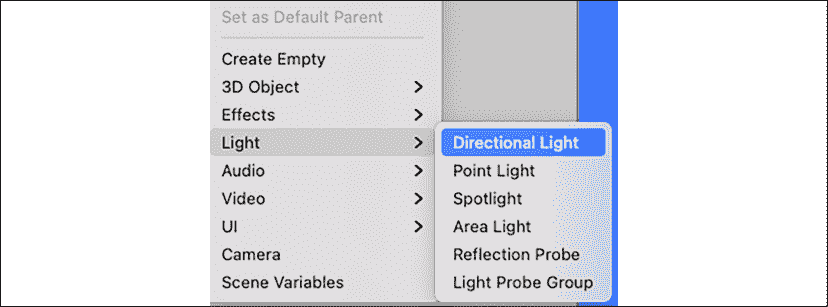 Set as Default Parent
Create Empty
3D Object
Effects
Light
Audio
Video
UI
Camera
Scene Variables
Directional Light
Point Light
Spotlight
Area Light
Reflection Probe
Light Probe Group